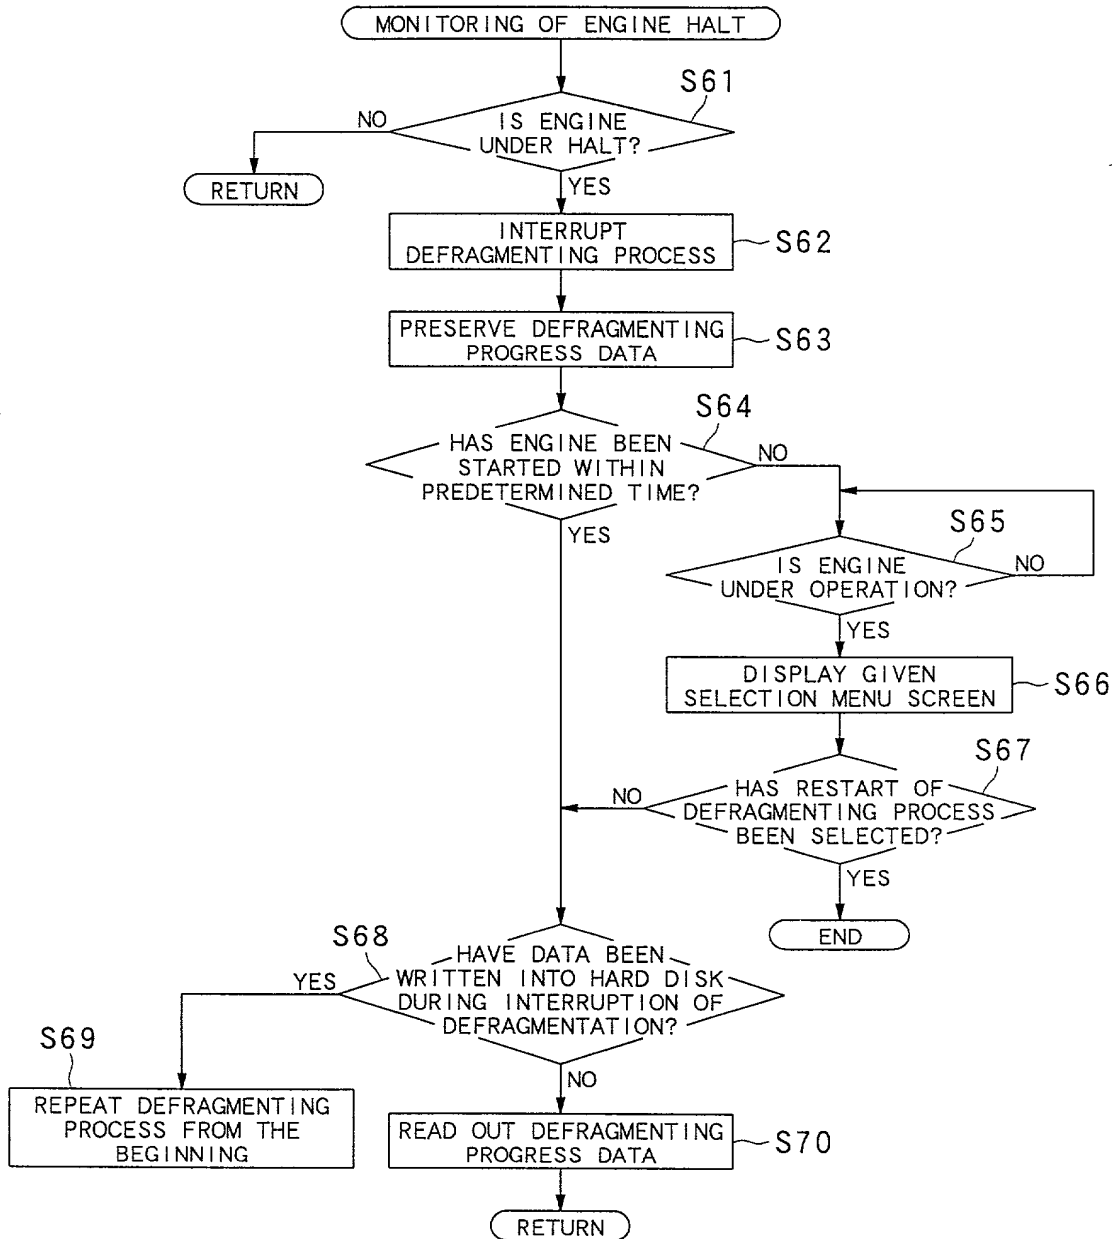 MONITORING OF ENGINE HALT
S61
NO
IS ENGINE
UNDER HALT?
RETURN
YES
INTERRUPT
DEFRAGMENTING PROCESS
S62
PRESERVE DEFRAGMENTING
PROGRESS DATA
S63
S64
HAS ENGINE BEEN
STARTED WITHIN
PREDETERMINED TIME?
NO
YES
S65
IS ENGINE
UNDER OPERATION?
NO
YES
DISPLAY GIVEN
SELECTION MENU SCREEN
S66
S67
HAS RESTART OF
DEFRAGMENTING PROCESS
BEEN SELECTED?
NO
YES
END
S68
HAVE DATA BEEN
WRITTEN INTO HARD DISK
DURING INTERRUPTION OF
DEFRAGMENTATION?
YES
NO
S69
REPEAT DEFRAGMENTING
PROCESS FROM THE
BEGINNING
READ OUT DEFRAGMENTING
PROGRESS DATA
S70
RETURN